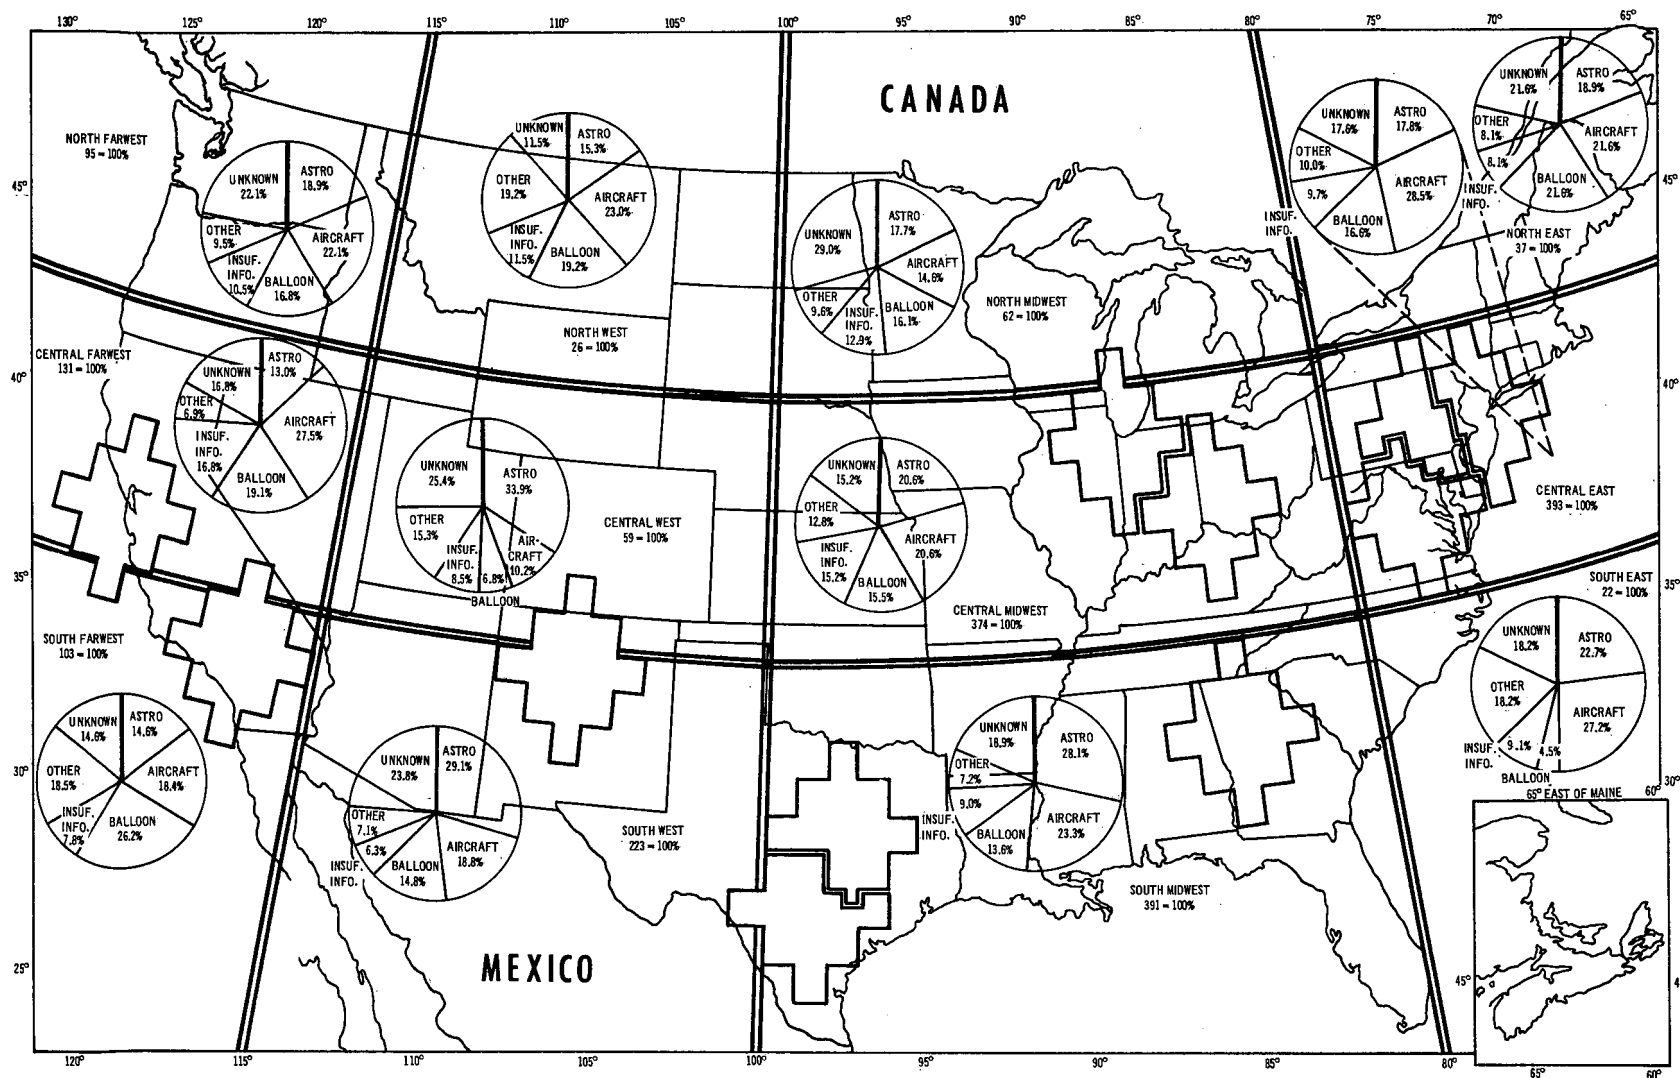 130°
125°
120°
115°
110°
105°
100°
95°
90°
85°
80°
75°
70°
65°
CANADA
NORTH FARWEST
95 = 100%
UNKNOWN
22.1%
ASTRO
18.9%
AIRCRAFT
22.1%
BALLOON
16.8%
INSUF.
INFO.
10.5%
OTHER
9.5%
UNKNOWN
11.5%
ASTRO
15.3%
AIRCRAFT
23.0%
BALLOON
19.2%
INSUF.
INFO.
11.5%
OTHER
19.2%
NORTH WEST
26 = 100%
UNKNOWN
29.0%
ASTRO
17.7%
AIRCRAFT
14.6%
BALLOON
16.1%
INSUF.
INFO.
12.9%
OTHER
9.6%
NORTH MIDWEST
62 = 100%
UNKNOWN
17.6%
ASTRO
17.8%
AIRCRAFT
28.5%
BALLOON
16.6%
INSUF.
INFO.
9.7%
OTHER
10.0%
UNKNOWN
21.6%
ASTRO
18.9%
AIRCRAFT
21.6%
BALLOON
21.6%
INSUF.
INFO.
8.1%
OTHER
8.1%
NORTH EAST
37 = 100%
45°
45°
CENTRAL FARWEST
131 = 100%
UNKNOWN
16.8%
ASTRO
13.0%
AIRCRAFT
27.5%
BALLOON
19.1%
INSUF.
INFO.
16.8%
OTHER
6.9%
40°
40°
UNKNOWN
25.4%
ASTRO
33.9%
AIR-
CRAFT
10.2%
6.8%
BALLOON
INSUF.
INFO.
8.5%
OTHER
15.3%
CENTRAL WEST
59 = 100%
UNKNOWN
15.2%
ASTRO
20.6%
AIRCRAFT
20.6%
BALLOON
15.5%
INSUF.
INFO.
15.2%
OTHER
12.8%
CENTRAL MIDWEST
374 = 100%
CENTRAL EAST
393 = 100%
35°
35°
SOUTH EAST
22 = 100%
SOUTH FARWEST
103 = 100%
UNKNOWN
14.6%
ASTRO
14.6%
AIRCRAFT
18.4%
BALLOON
26.2%
INSUF.
INFO.
7.8%
OTHER
18.5%
UNKNOWN
23.8%
ASTRO
29.1%
AIRCRAFT
18.8%
BALLOON
14.8%
INSUF.
INFO.
6.3%
OTHER
7.1%
SOUTH WEST
223 = 100%
UNKNOWN
18.9%
ASTRO
28.1%
AIRCRAFT
23.3%
BALLOON
13.6%
INSUF.
INFO.
9.0%
OTHER
7.2%
SOUTH MIDWEST
391 = 100%
UNKNOWN
18.2%
ASTRO
22.7%
AIRCRAFT
27.2%
4.5%
BALLOON
INSUF.
INFO.
9.1%
OTHER
18.2%
30°
30°
65° EAST OF MAINE
60°
MEXICO
25°
45°
120°
115°
110°
105°
100°
95°
90°
85°
80°
65°
60°